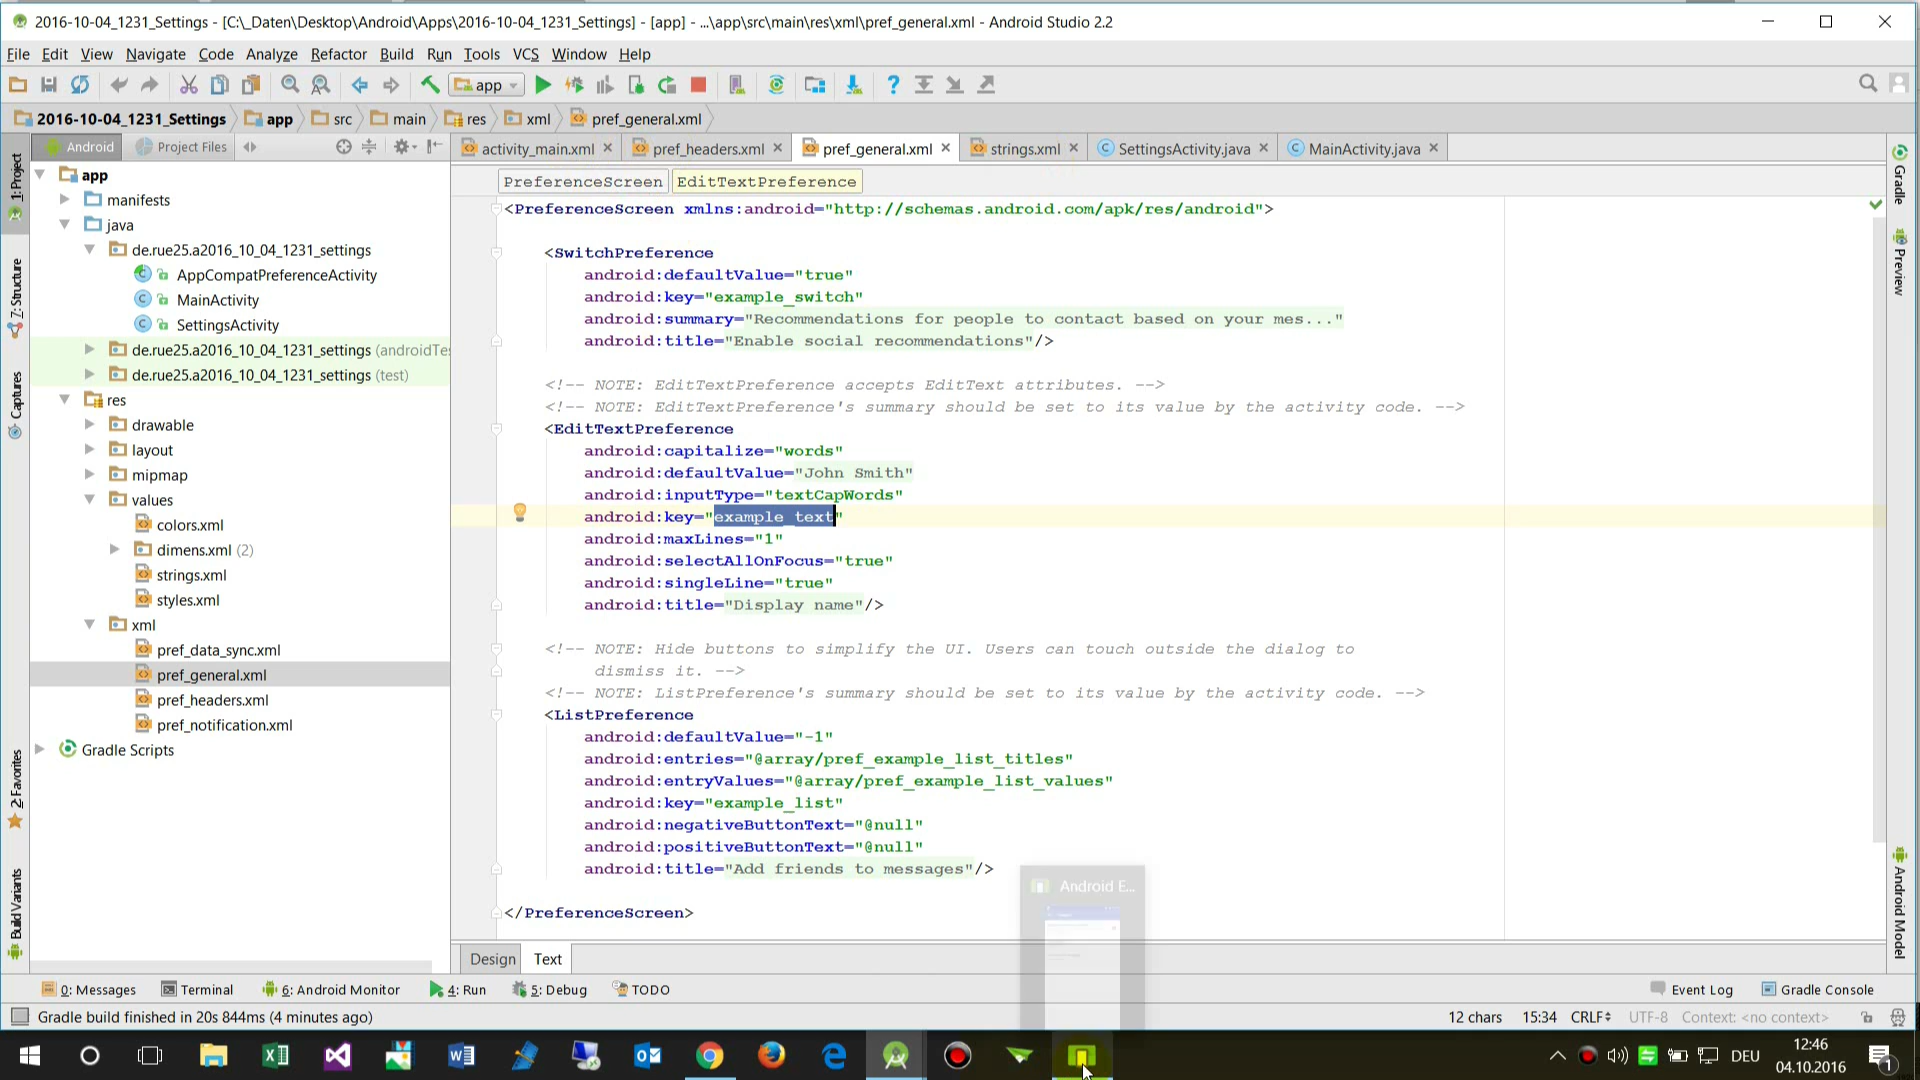 2016-10-04_1231_Settings - [C:\_Daten\Desktop\Android\Apps\2016-10-04_1231_Settings] - [app] - ...\app\src\main\res\xml\pref_general.xml - Android Studio 2.2
File Edit View Navigate Code Analyze Refactor Build Run Tools VCS Window Help
app
2016-10-04_1231_Settings app src main res xml pref_general.xml
Android Project Files
activity_main.xml pref_headers.xml pref_general.xml strings.xml SettingsActivity.java MainActivity.java
PreferenceScreen EditTextPreference
1: Project
7: Structure
Captures
2: Favorites
Build Variants
app
manifests
java
de.rue25.a2016_10_04_1231_settings
AppCompatPreferenceActivity
MainActivity
SettingsActivity
de.rue25.a2016_10_04_1231_settings (androidTes
de.rue25.a2016_10_04_1231_settings (test)
res
drawable
layout
mipmap
values
colors.xml
dimens.xml (2)
strings.xml
styles.xml
xml
pref_data_sync.xml
pref_general.xml
pref_headers.xml
pref_notification.xml
Gradle Scripts
<PreferenceScreen xmlns:android="http://schemas.android.com/apk/res/android">
<SwitchPreference
android:defaultValue="true"
android:key="example_switch"
android:summary="Recommendations for people to contact based on your mes..."
android:title="Enable social recommendations"/>
<!-- NOTE: EditTextPreference accepts EditText attributes. -->
<!-- NOTE: EditTextPreference's summary should be set to its value by the activity code. -->
<EditTextPreference
android:capitalize="words"
android:defaultValue="John Smith"
android:inputType="textCapWords"
android:key="example_text"
android:maxLines="1"
android:selectAllOnFocus="true"
android:singleLine="true"
android:title="Display name"/>
<!-- NOTE: Hide buttons to simplify the UI. Users can touch outside the dialog to
dismiss it. -->
<!-- NOTE: ListPreference's summary should be set to its value by the activity code. -->
<ListPreference
android:defaultValue="-1"
android:entries="@array/pref_example_list_titles"
android:entryValues="@array/pref_example_list_values"
android:key="example_list"
android:negativeButtonText="@null"
android:positiveButtonText="@null"
android:title="Add friends to messages"/>
</PreferenceScreen>
Android E...
Gradle
Preview
Android Model
Design Text
0: Messages Terminal 6: Android Monitor 4: Run 5: Debug TODO Event Log Gradle Console
Gradle build finished in 20s 844ms (4 minutes ago) 12 chars 15:34 CRLF UTF-8 Context: <no context>
DEU 12:46
04.10.2016
1